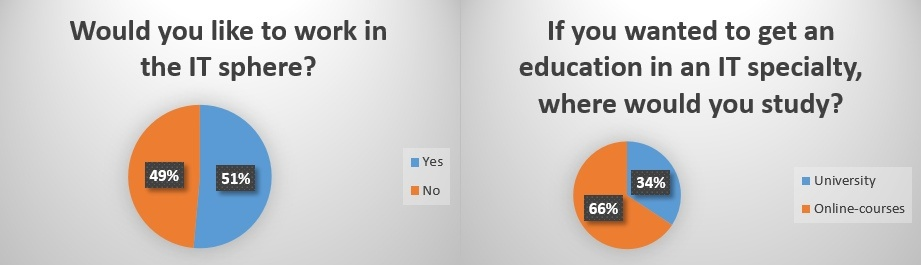 Would you like to work in
the IT sphere?
49%
51%
Yes
No
If you wanted to get an
education in an IT specialty,
where would you study?
34%
66%
University
Online-courses